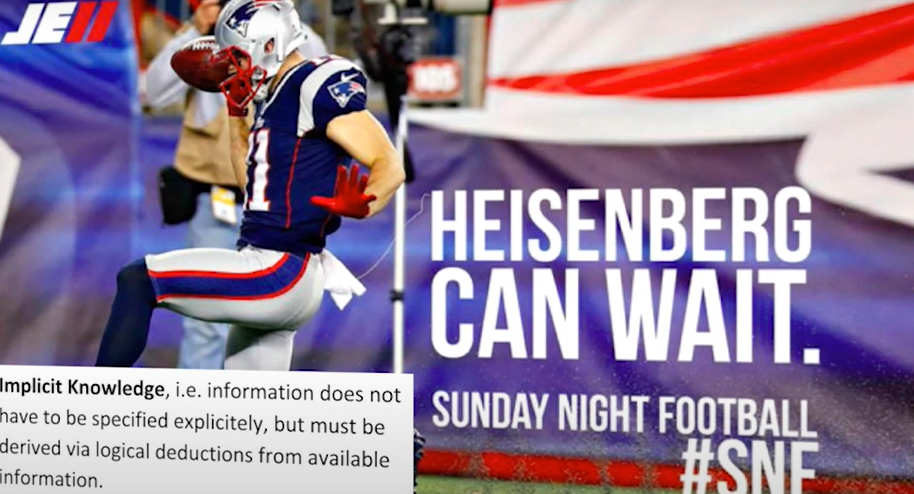 JE11
HEISENBERG
CAN WAIT.
SUNDAY NIGHT FOOTBALL
#SNF
Implicit Knowledge, i.e. information does not
have to be specified explicitely, but must be
derived via logical deductions from available
information.